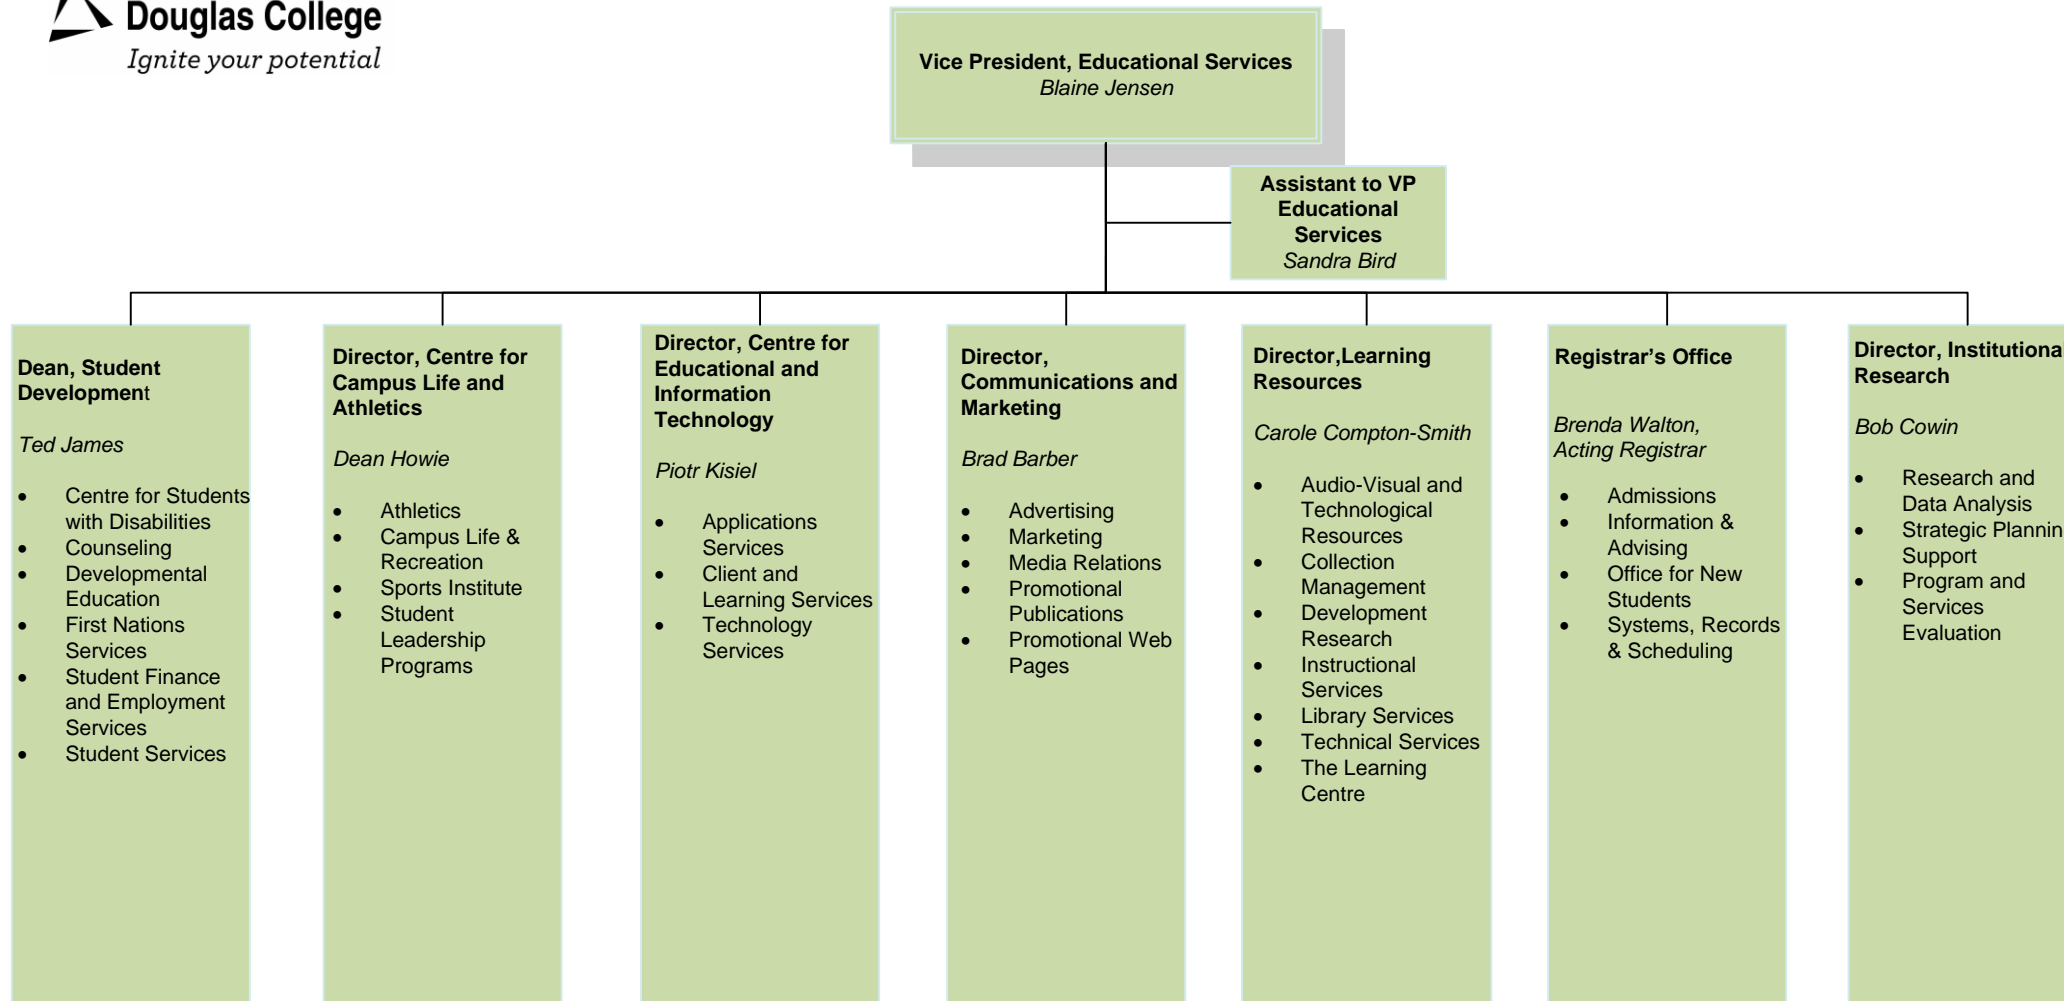 Douglas College
Ignite your potential
Vice President, Educational Services
Blaine Jensen
Assistant to VP
Educational
Services
Sandra Bird
Dean, Student
Development
Ted James
• Centre for Students
with Disabilities
• Counseling
• Developmental
Education
• First Nations
Services
• Student Finance
and Employment
Services
• Student Services
Director, Centre for
Campus Life and
Athletics
Dean Howie
• Athletics
• Campus Life &
Recreation
• Sports Institute
• Student
Leadership
Programs
Director, Centre for
Educational and
Information
Technology
Piotr Kisiel
• Applications
Services
• Client and
Learning Services
• Technology
Services
Director,
Communications and
Marketing
Brad Barber
• Advertising
• Marketing
• Media Relations
• Promotional
Publications
• Promotional Web
Pages
Director,Learning
Resources
Carole Compton-Smith
• Audio-Visual and
Technological
Resources
• Collection
Management
• Development
Research
• Instructional
Services
• Library Services
• Technical Services
• The Learning
Centre
Registrar's Office
Brenda Walton,
Acting Registrar
• Admissions
• Information &
Advising
• Office for New
Students
• Systems, Records
& Scheduling
Director, Institutional
Research
Bob Cowin
• Research and
Data Analysis
• Strategic Plannin
Support
• Program and
Services
Evaluation